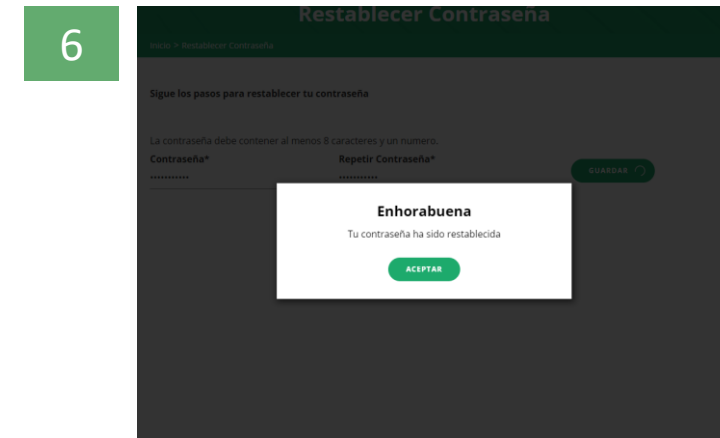 6
Restablecer Contraseña
Inicio > Restablecer Contraseña
Sigue los pasos para restablecer tu contraseña
La contraseña debe contener al menos 8 caracteres y un numero.
Contraseña* Repetir Contraseña*
GUARDAR
Enhorabuena
Tu contraseña ha sido restablecida
ACEPTAR